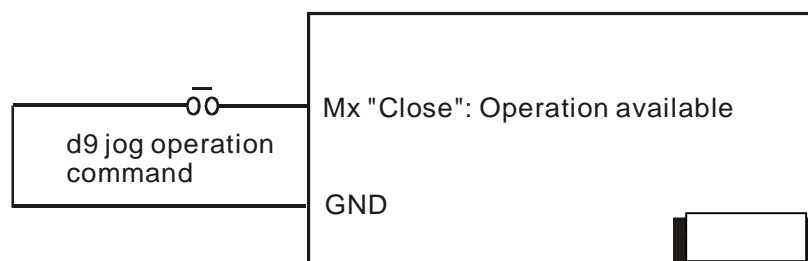 Mx "Close": Operation available
d9 jog operation
command
GND